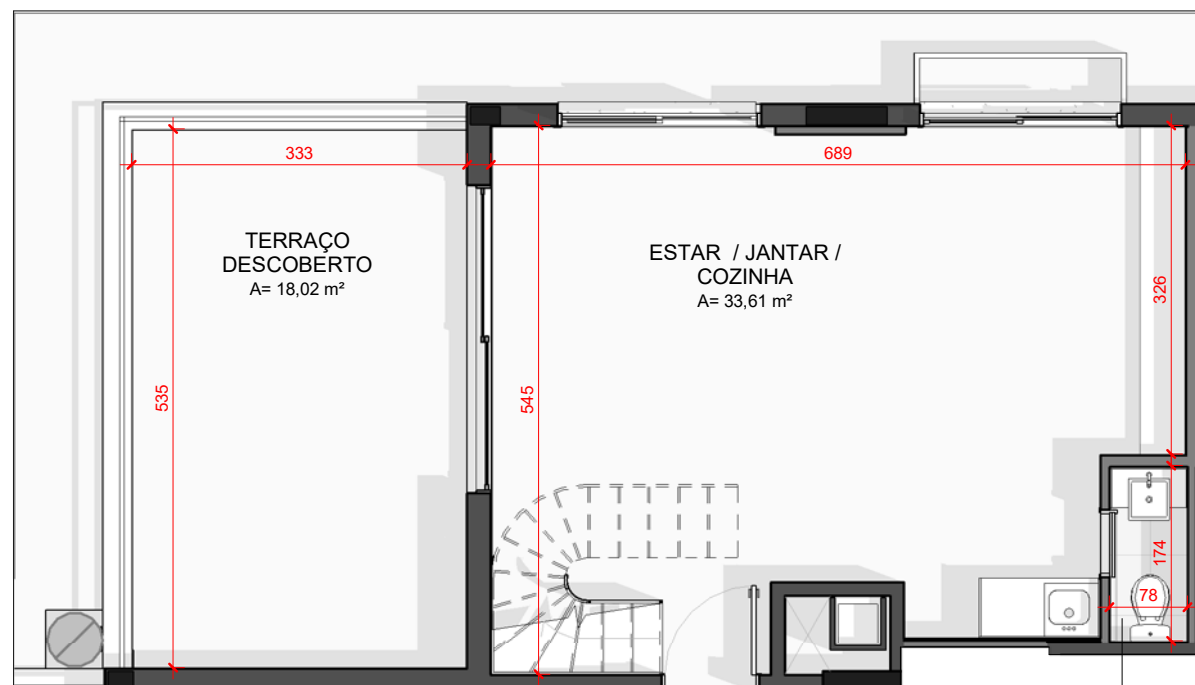 333
689
TERRAÇO
DESCOBERTO
A= 18,02 m²
ESTAR / JANTAR /
COZINHA
A= 33,61 m²
326
535
545
174
78